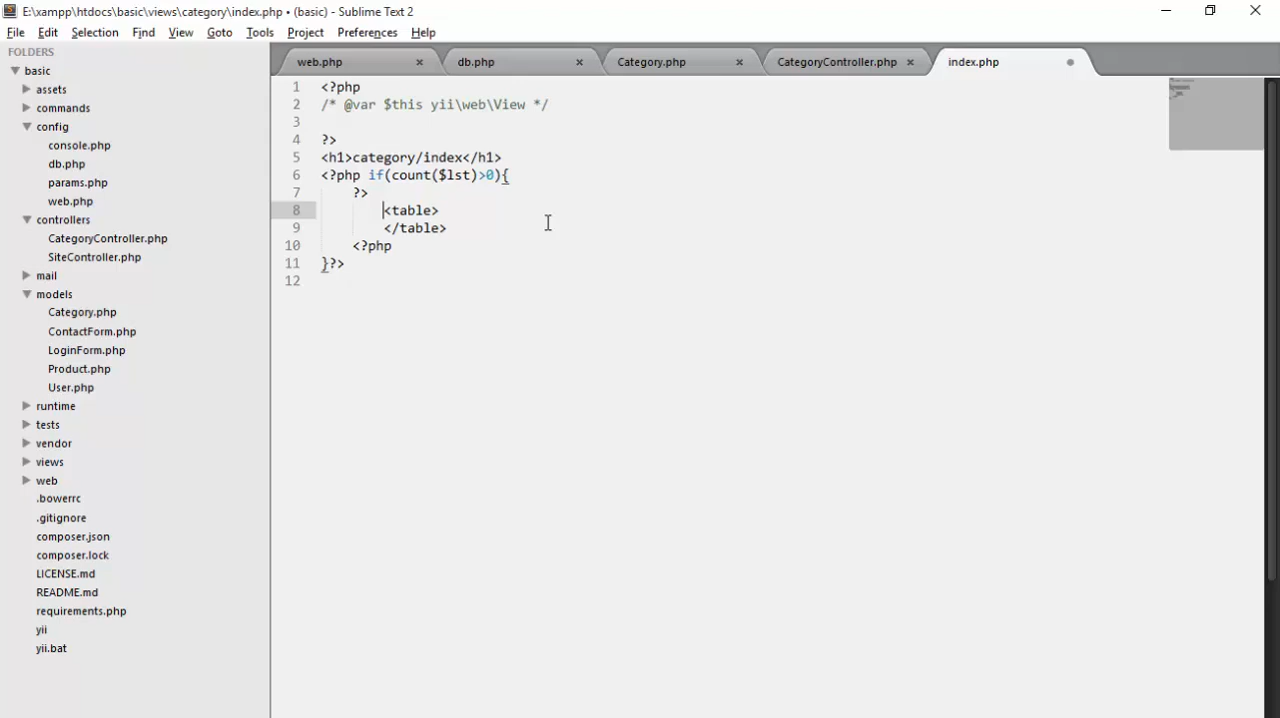 E:\xampp\htdocs\basic\views\category\index.php • (basic) - Sublime Text 2
File Edit Selection Find View Goto Tools Project Preferences Help
FOLDERS
basic
assets
commands
config
console.php
db.php
params.php
web.php
controllers
CategoryController.php
SiteController.php
mail
models
Category.php
ContactForm.php
LoginForm.php
Product.php
User.php
runtime
tests
vendor
views
web
.bowerrc
.gitignore
composer.json
composer.lock
LICENSE.md
README.md
requirements.php
yii
yii.bat
web.php × db.php × Category.php × CategoryController.php × index.php
1 <?php
2 /* @var $this yii\web\View */
3
4 ?>
5 <h1>category/index</h1>
6 <?php if(count($lst)>0){
7 ?>
8 <table>
9 </table>
10 <?php
11 }?>
12